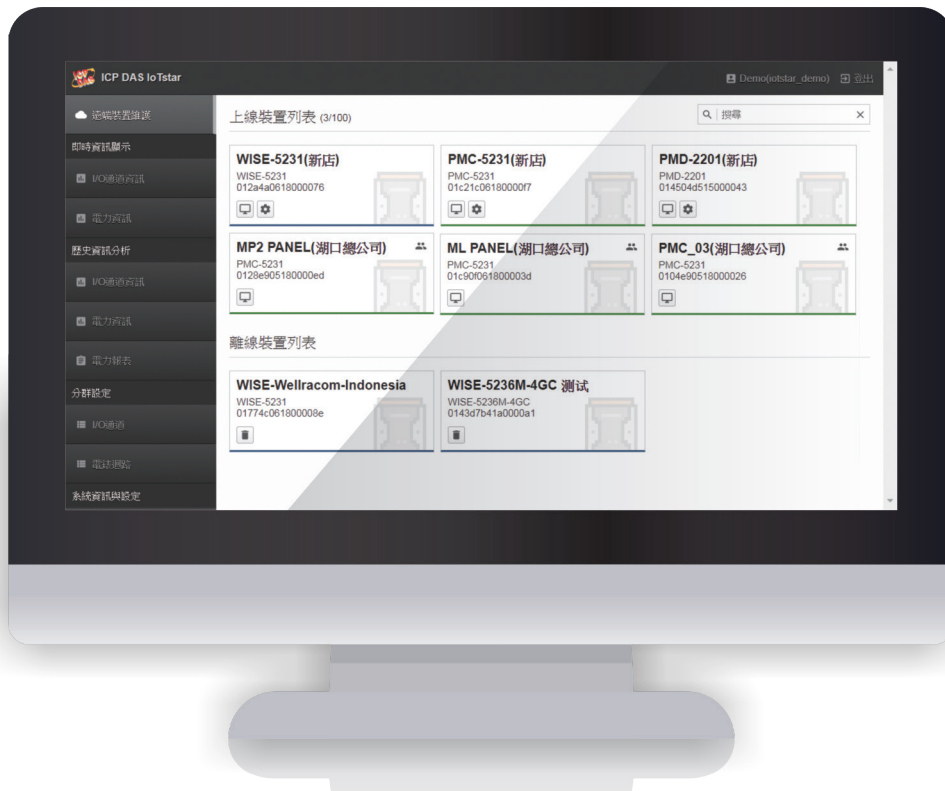 ICP DAS IoTstar
Demo(iotstar_demo) 登出
遠端裝置維護
即時資訊顯示
I/O通道資訊
電力資訊
歷史資訊分析
I/O通道資訊
電力資訊
電力報表
分群設定
I/O通道
電錶迴路
系統資訊與設定
上線裝置列表 (3/100)
搜尋
WISE-5231(新店)
WISE-5231
012a4a0618000076
PMC-5231(新店)
PMC-5231
01c21c06180000f7
PMD-2201(新店)
PMD-2201
014504d515000043
MP2 PANEL(湖口總公司)
PMC-5231
0128e905180000ed
ML PANEL(湖口總公司)
PMC-5231
01c90f061800003d
PMC_03(湖口總公司)
PMC-5231
0104e90518000026
離線裝置列表
WISE-Wellracom-Indonesia
WISE-5231
01774c061800008e
WISE-5236M-4GC 测试
WISE-5236M-4GC
0143d7b41a0000a1